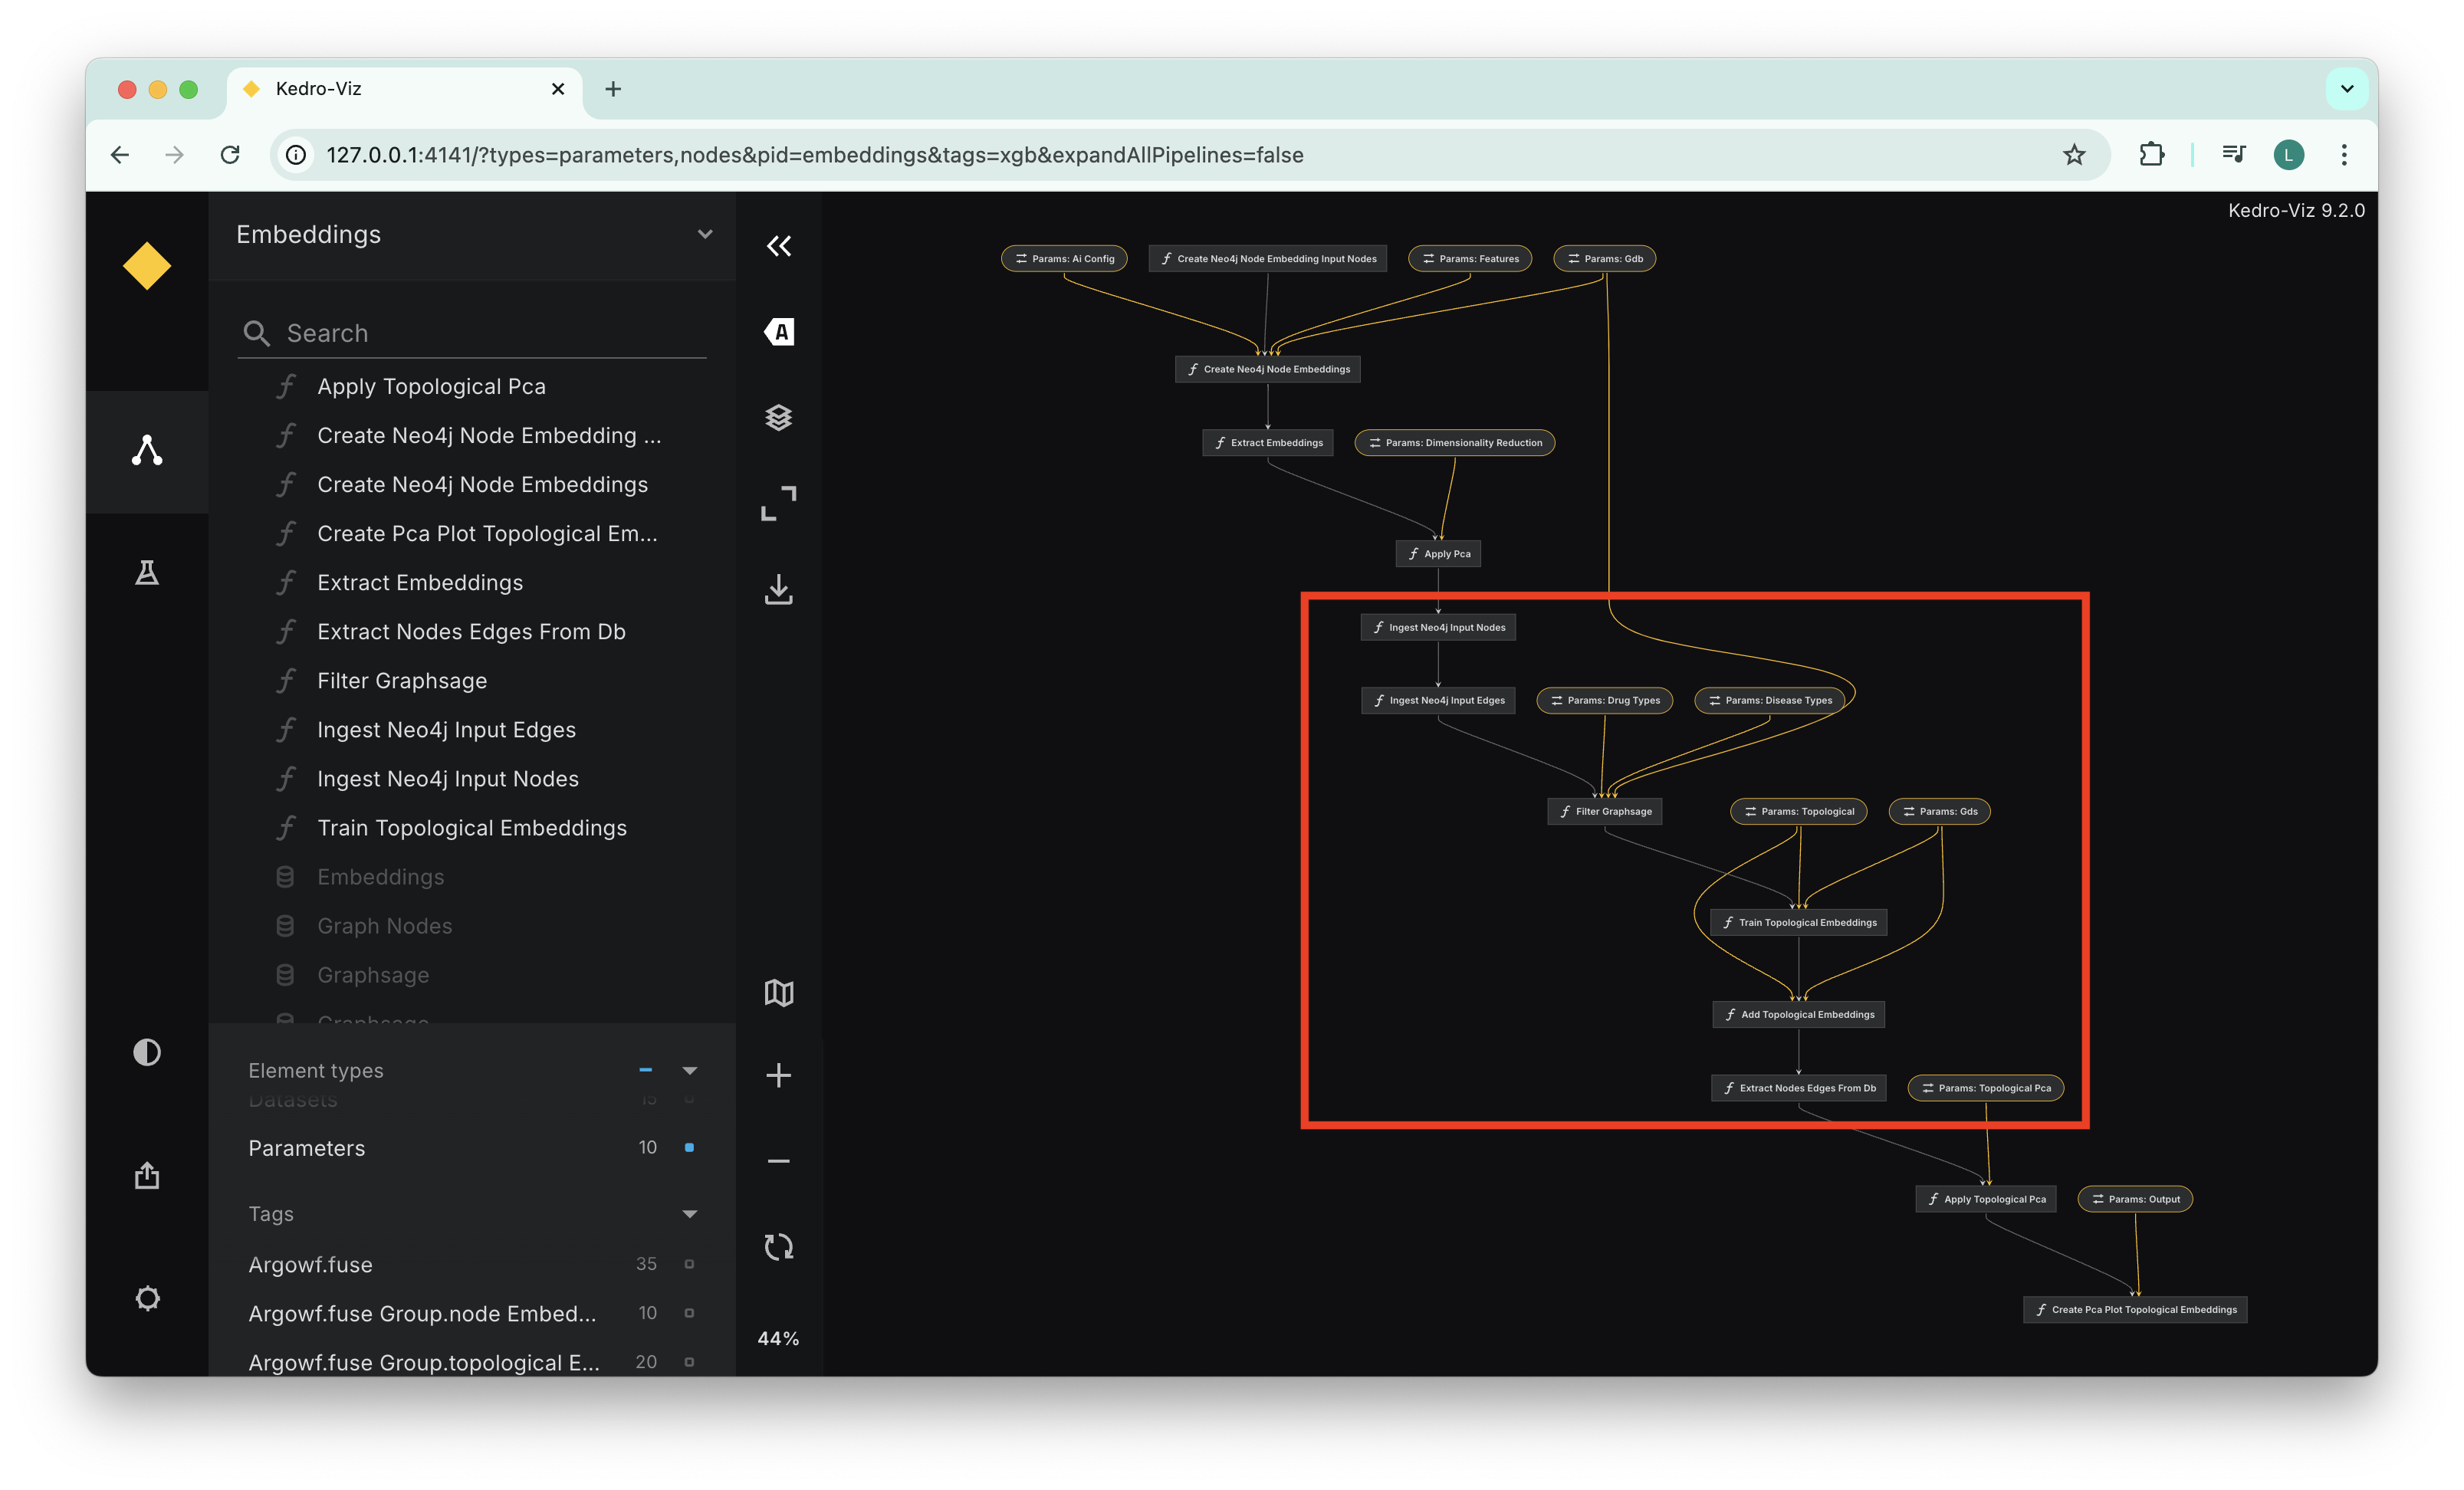 Kedro-Viz
127.0.0.1:4141/?types=parameters,nodes&pid=embeddings&tags=xgb&expandAllPipelines=false
L
Kedro-Viz 9.2.0
Embeddings
Search
Apply Topological Pca
Create Neo4j Node Embedding ...
Create Neo4j Node Embeddings
Create Pca Plot Topological Em...
Extract Embeddings
Extract Nodes Edges From Db
Filter Graphsage
Ingest Neo4j Input Edges
Ingest Neo4j Input Nodes
Train Topological Embeddings
Embeddings
Graph Nodes
Graphsage
Graphsage
Element types
Datasets 15
Parameters 10
Tags
Argowf.fuse 35
Argowf.fuse Group.node Embed... 10
Argowf.fuse Group.topological E... 20
A
44%
Params: Ai Config
Create Neo4j Node Embedding Input Nodes
Params: Features
Params: Gdb
Create Neo4j Node Embeddings
Extract Embeddings
Params: Dimensionality Reduction
Apply Pca
Ingest Neo4j Input Nodes
Ingest Neo4j Input Edges
Params: Drug Types
Params: Disease Types
Filter Graphsage
Params: Topological
Params: Gds
Train Topological Embeddings
Add Topological Embeddings
Extract Nodes Edges From Db
Params: Topological Pca
Apply Topological Pca
Params: Output
Create Pca Plot Topological Embeddings